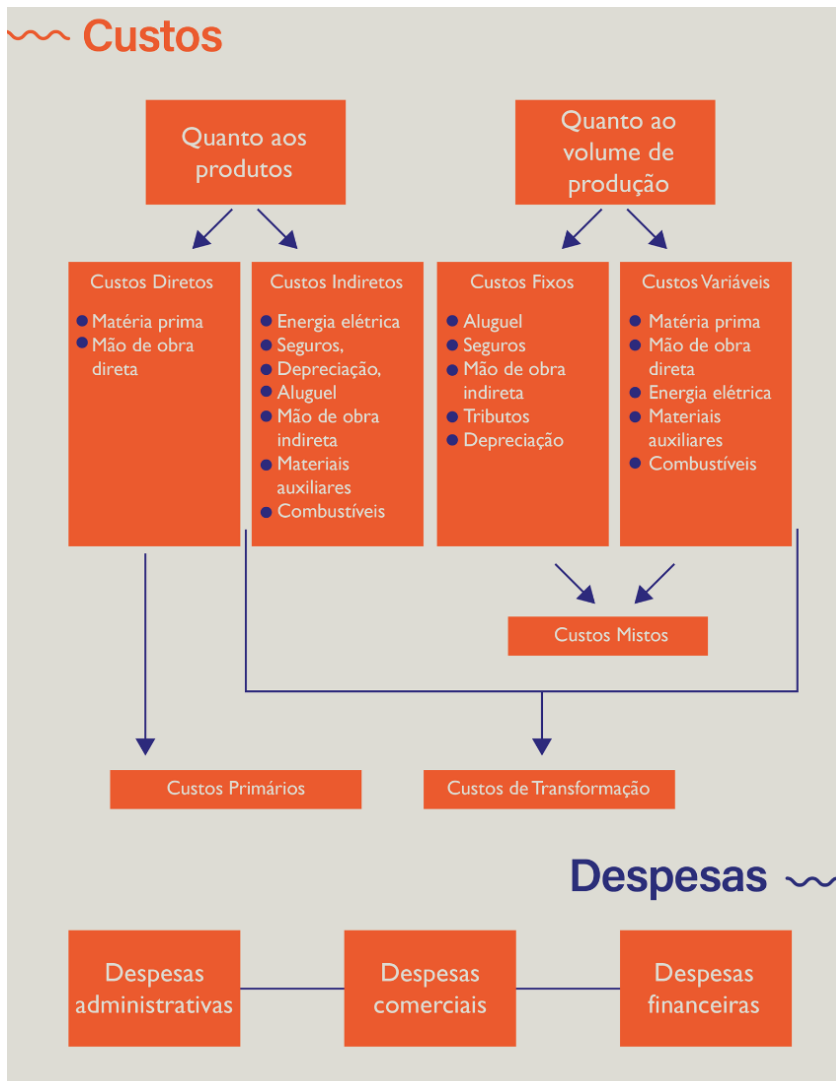 Custos
Quanto aos
produtos
Quanto ao
volume de
produção
Custos Diretos
Matéria prima
Mão de obra
direta
Custos Indiretos
Energia elétrica
Seguros,
Depreciação,
Aluguel
Mão de obra
indireta
Materiais
auxiliares
Combustíveis
Custos Fixos
Aluguel
Seguros
Mão de obra
indireta
Tributos
Depreciação
Custos Variáveis
Matéria prima
Mão de obra
direta
Energia elétrica
Materiais
auxiliares
Combustíveis
Custos Mistos
Custos Primários
Custos de Transformação
Despesas
Despesas
administrativas
Despesas
comerciais
Despesas
financeiras